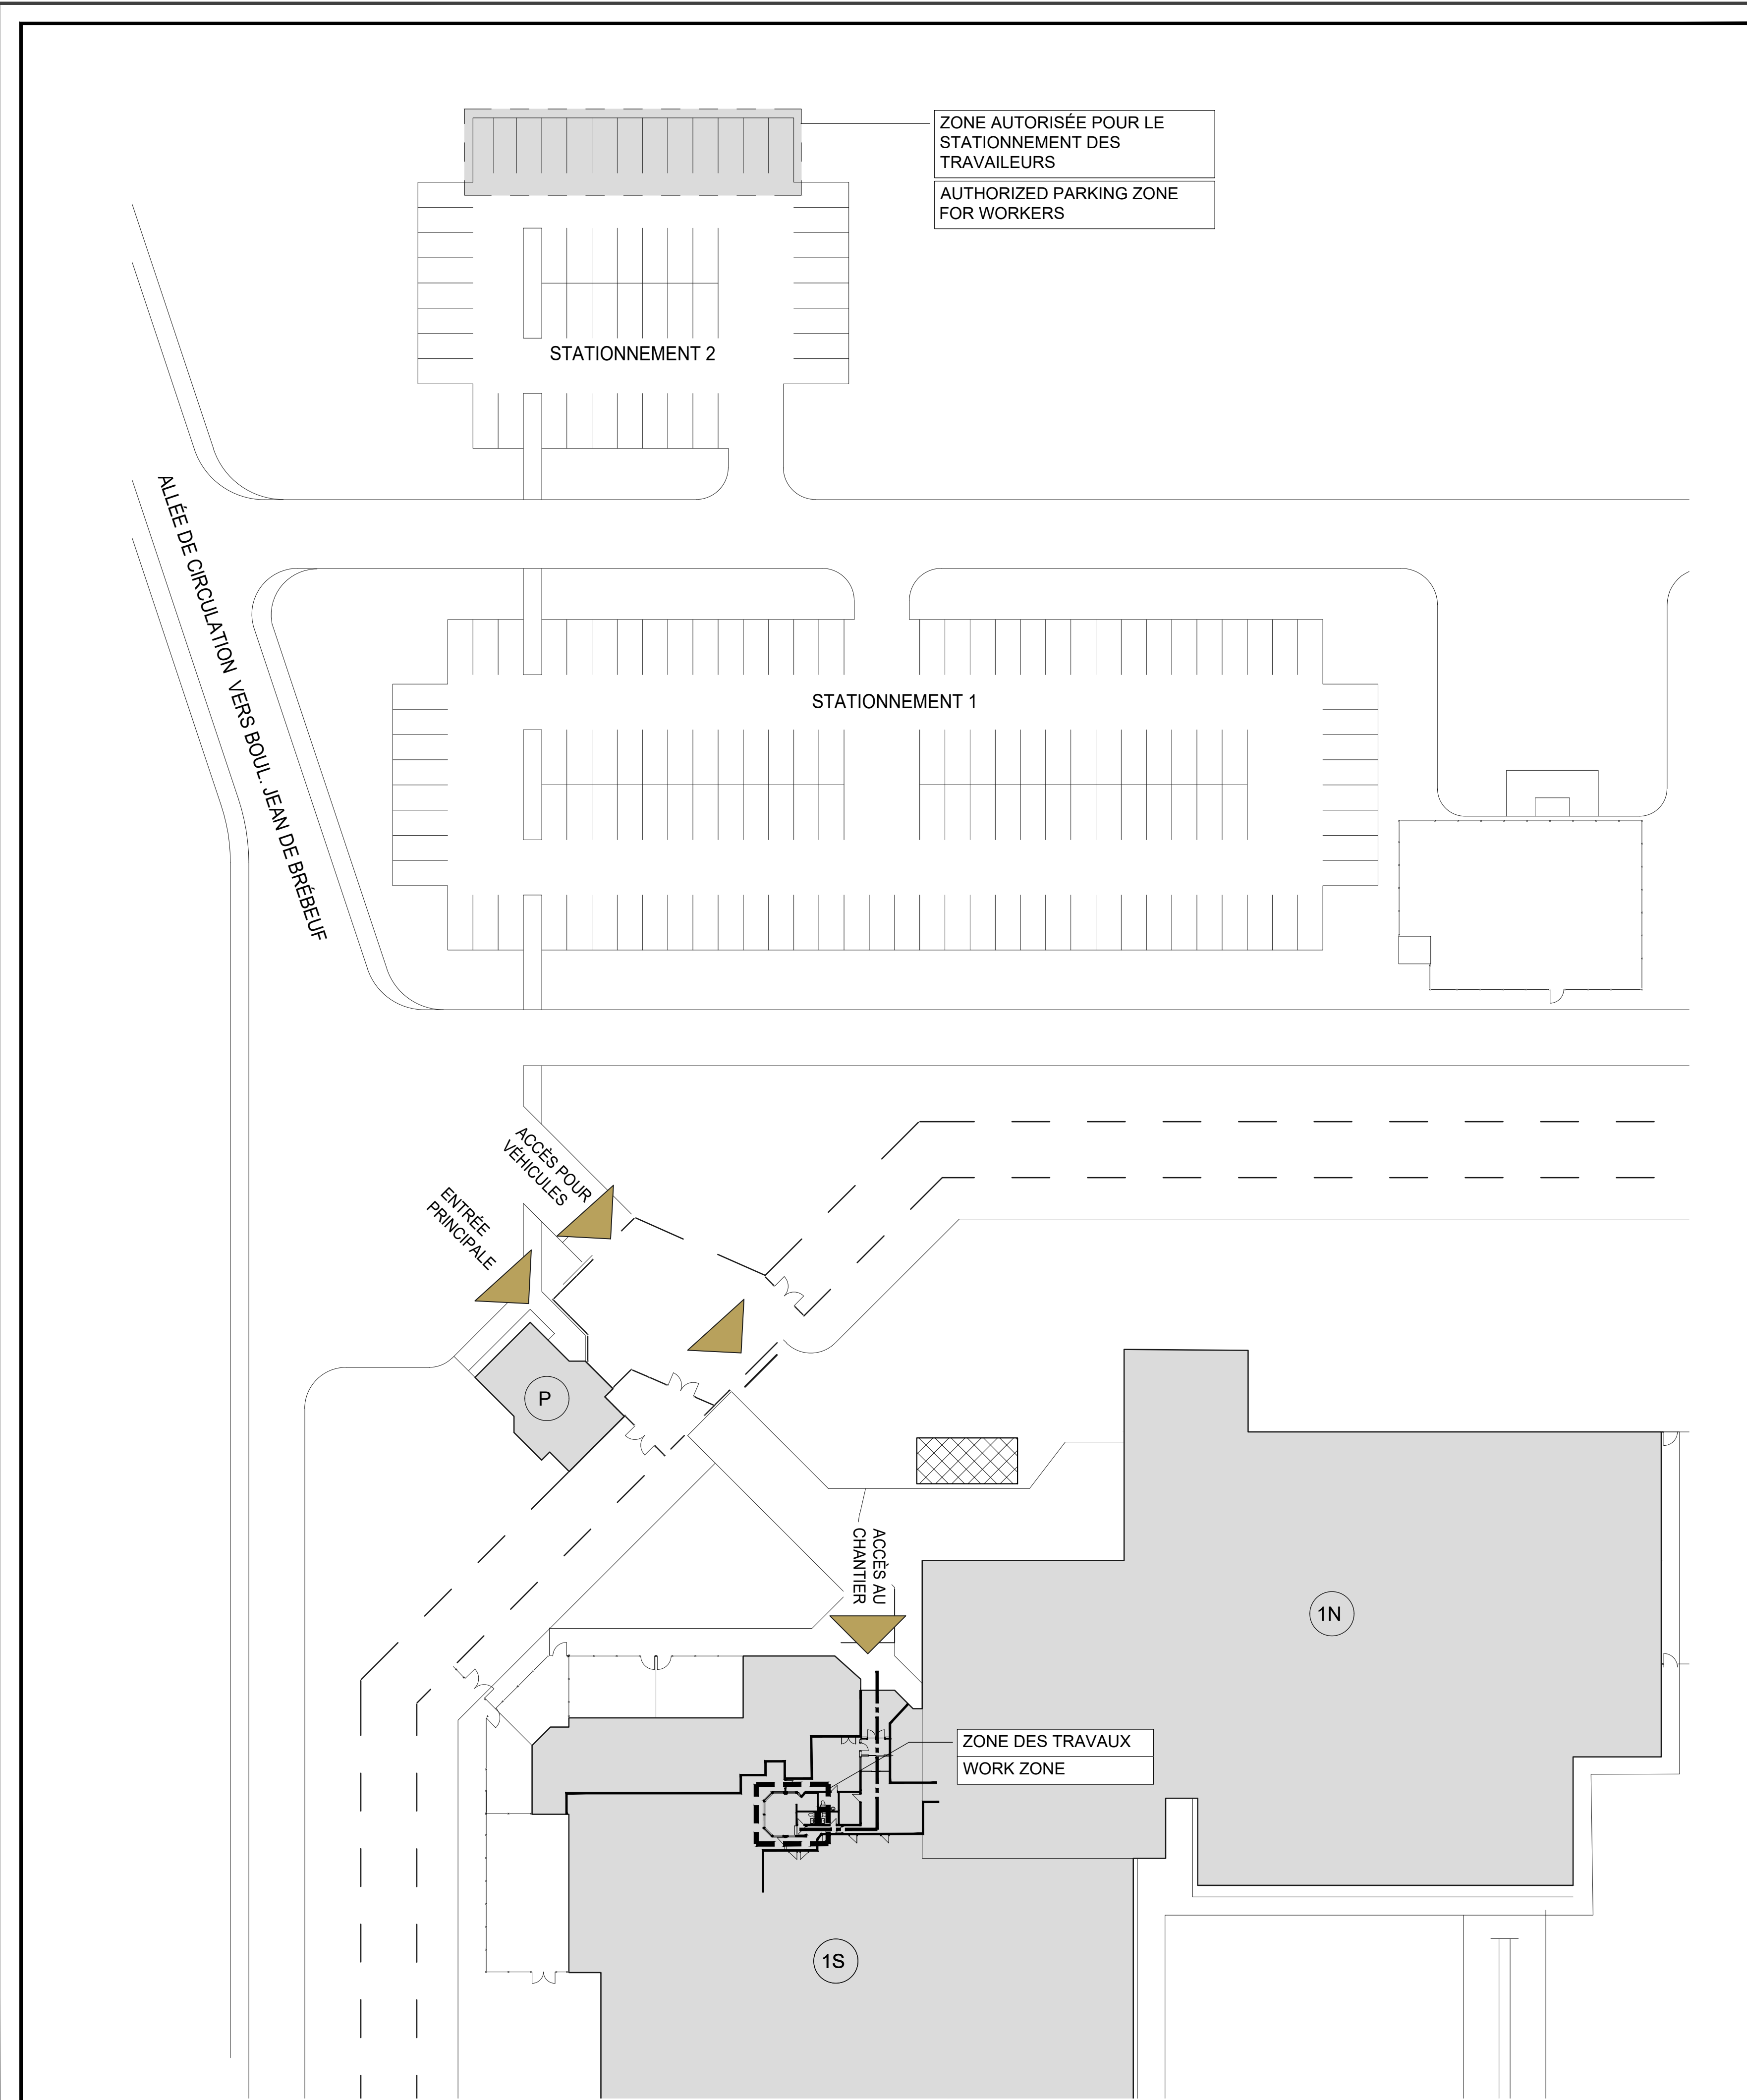 ZONE AUTORISÉE POUR LE
STATIONNEMENT DES
TRAVAILEURS
AUTHORIZED PARKING ZONE
FOR WORKERS
STATIONNEMENT 2
ALLÉE DE CIRCULATION VERS BOUL. JEAN DE BRÉBEUF
STATIONNEMENT 1
ACCÈS POUR
VÉHICULES
ENTRÉE
PRINCIPALE
P
ACCÈS AU
CHANTIER
1N
ZONE DES TRAVAUX
WORK ZONE
1S